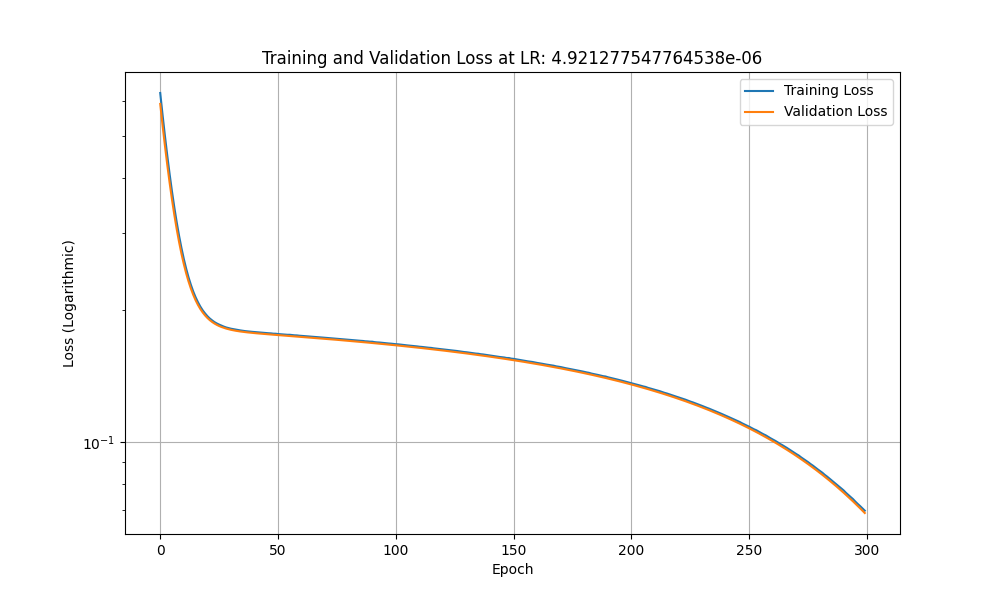 Training and Validation Loss at LR: 4.921277547764538e-06
Training Loss
Validation Loss
Loss (Logarithmic)
10⁻¹
0 50 100 150 200 250 300
Epoch